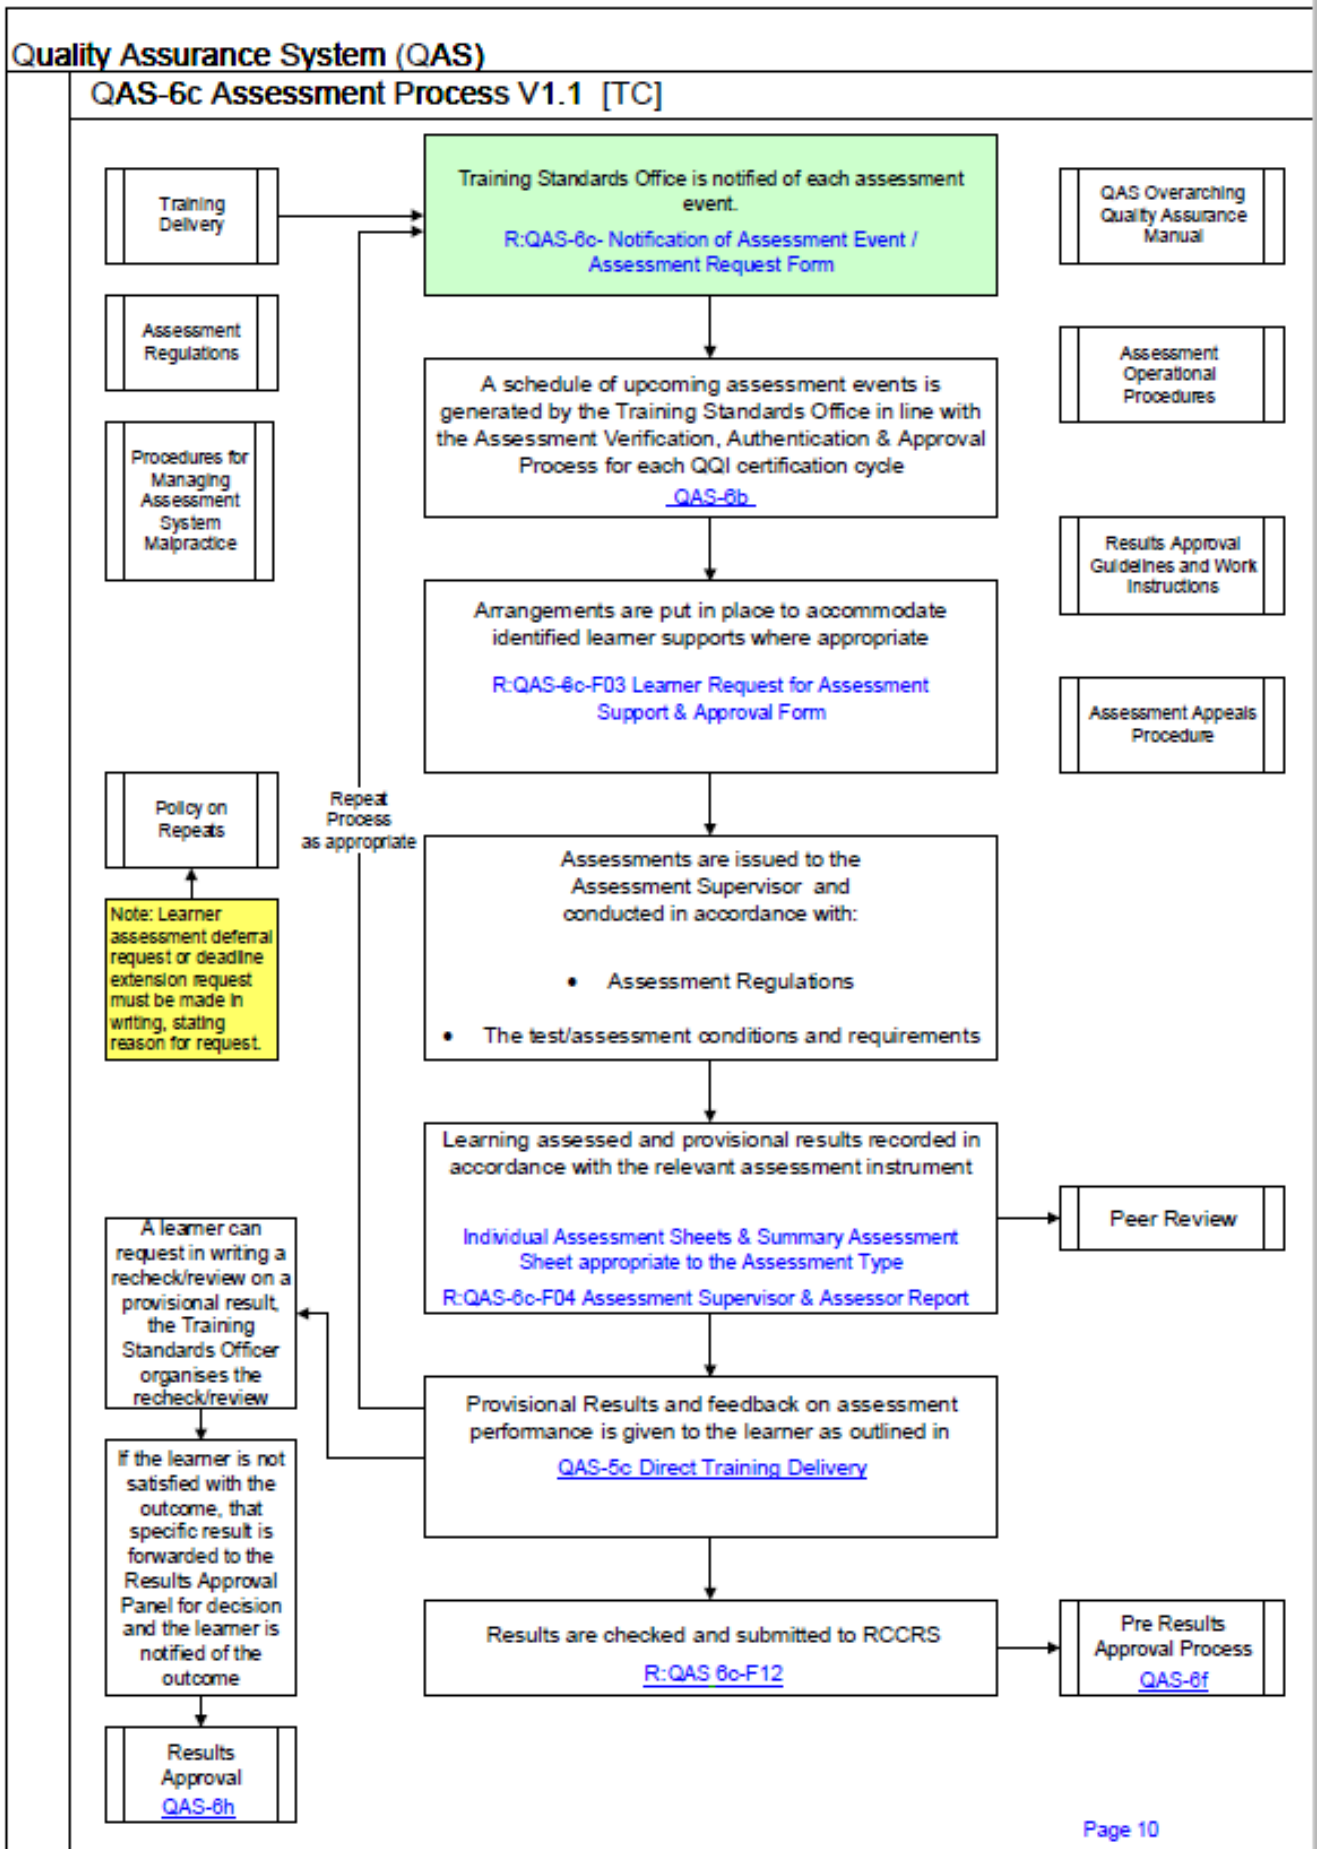 Quality Assurance System (QAS)
QAS-6c Assessment Process V1.1 [TC]
Training
Delivery
Assessment
Regulations
Procedures for
Managing
Assessment
System
Malpractice
Policy on
Repeats
Note: Learner
assessment deferral
request or deadline
extension request
must be made in
writing, stating
reason for request.
A learner can
request in writing a
recheck/review on a
provisional result,
the Training
Standards Officer
organises the
recheck/review
If the learner is not
satisfied with the
outcome, that
specific result is
forwarded to the
Results Approval
Panel for decision
and the learner is
notified of the
outcome
Results
Approval
QAS-6h
Repeat
Process
as appropriate
Training Standards Office is notified of each assessment
event.
R:QAS-6c- Notification of Assessment Event /
Assessment Request Form
A schedule of upcoming assessment events is
generated by the Training Standards Office in line with
the Assessment Verification, Authentication & Approval
Process for each QQI certification cycle
QAS-6b
Arrangements are put in place to accommodate
identified learner supports where appropriate
R:QAS-6c-F03 Learner Request for Assessment
Support & Approval Form
Assessments are issued to the
Assessment Supervisor and
conducted in accordance with:
• Assessment Regulations
• The test/assessment conditions and requirements
Learning assessed and provisional results recorded in
accordance with the relevant assessment instrument
Individual Assessment Sheets & Summary Assessment
Sheet appropriate to the Assessment Type
R:QAS-6c-F04 Assessment Supervisor & Assessor Report
Provisional Results and feedback on assessment
performance is given to the learner as outlined in
QAS-5c Direct Training Delivery
Results are checked and submitted to RCCRS
R:QAS 6c-F12
QAS Overarching
Quality Assurance
Manual
Assessment
Operational
Procedures
Results Approval
Guidelines and Work
Instructions
Assessment Appeals
Procedure
Peer Review
Pre Results
Approval Process
QAS-6f
Page 10